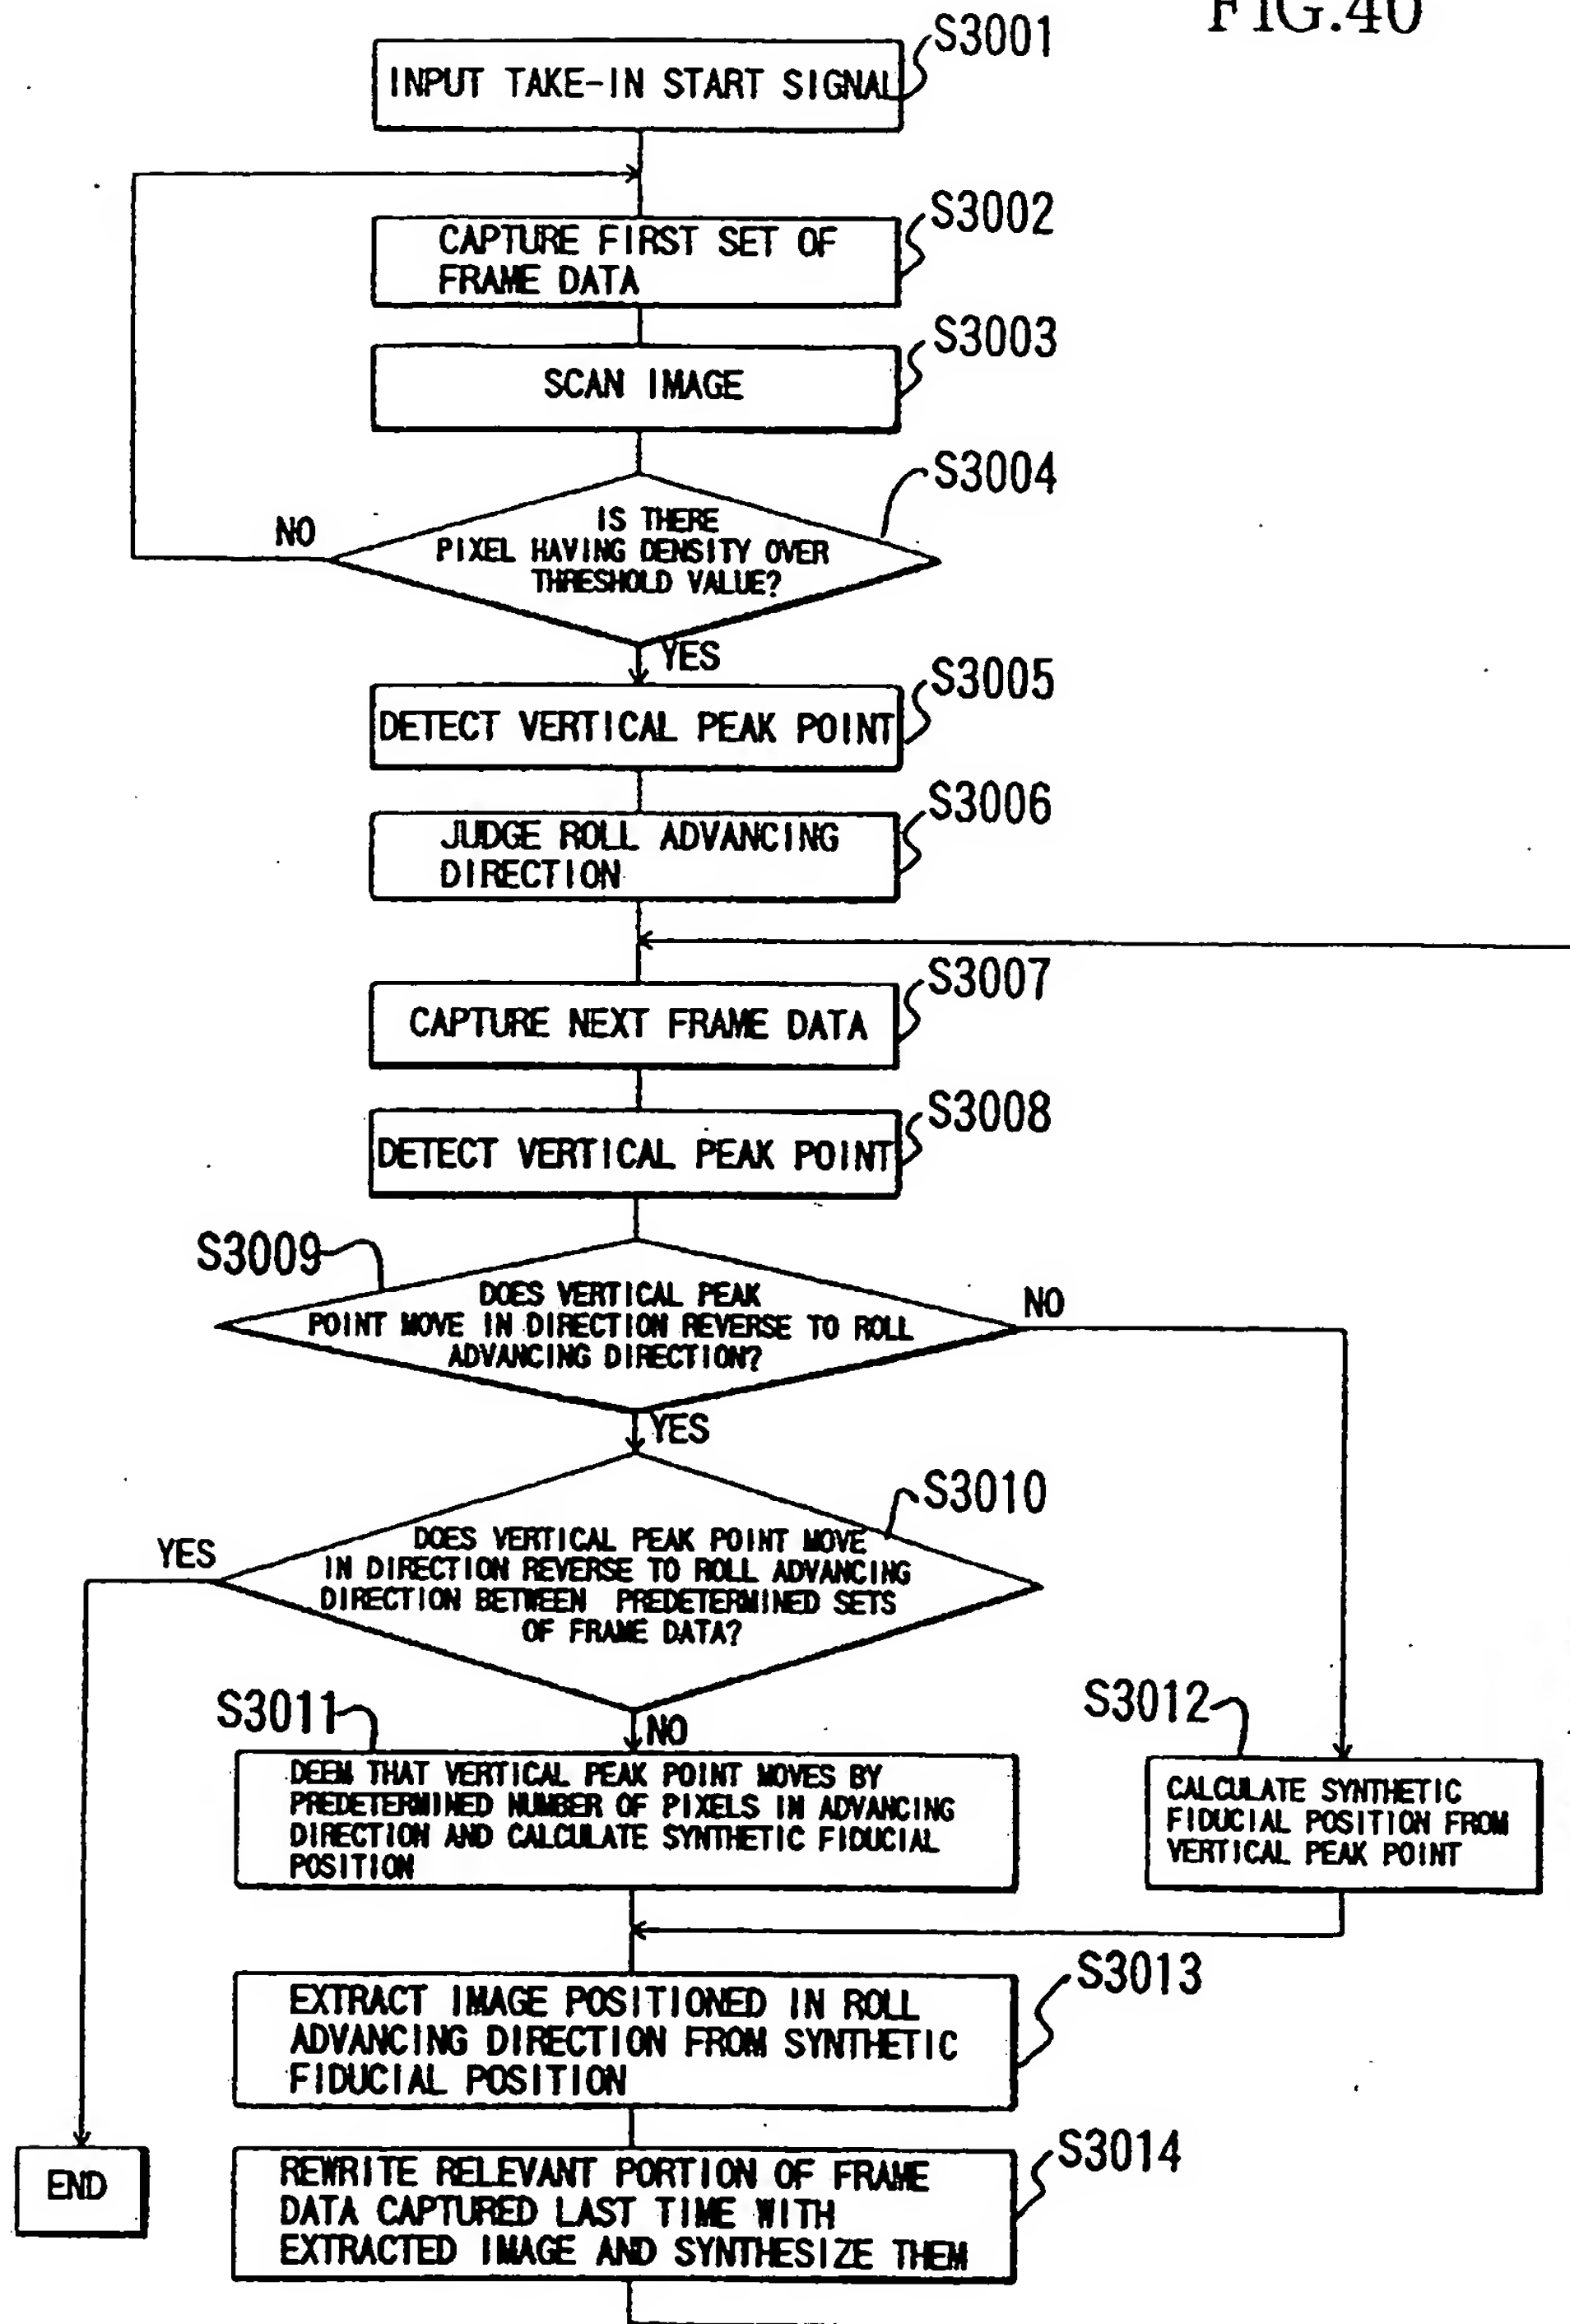 FIG.40
S3001
INPUT TAKE-IN START SIGNAL
S3002
CAPTURE FIRST SET OF
FRAME DATA
S3003
SCAN IMAGE
S3004
IS THERE
PIXEL HAVING DENSITY OVER
THRESHOLD VALUE?
NO
YES
S3005
DETECT VERTICAL PEAK POINT
S3006
JUDGE ROLL ADVANCING
DIRECTION
S3007
CAPTURE NEXT FRAME DATA
S3008
DETECT VERTICAL PEAK POINT
S3009
DOES VERTICAL PEAK
POINT MOVE IN DIRECTION REVERSE TO ROLL
ADVANCING DIRECTION?
NO
YES
S3010
DOES VERTICAL PEAK POINT MOVE
IN DIRECTION REVERSE TO ROLL ADVANCING
DIRECTION BETWEEN PREDETERMINED SETS
OF FRAME DATA?
YES
NO
S3011
DEEM THAT VERTICAL PEAK POINT MOVES BY
PREDETERMINED NUMBER OF PIXELS IN ADVANCING
DIRECTION AND CALCULATE SYNTHETIC FIDUCIAL
POSITION
S3012
CALCULATE SYNTHETIC
FIDUCIAL POSITION FROM
VERTICAL PEAK POINT
S3013
EXTRACT IMAGE POSITIONED IN ROLL
ADVANCING DIRECTION FROM SYNTHETIC
FIDUCIAL POSITION
S3014
REWRITE RELEVANT PORTION OF FRAME
DATA CAPTURED LAST TIME WITH
EXTRACTED IMAGE AND SYNTHESIZE THEM
END